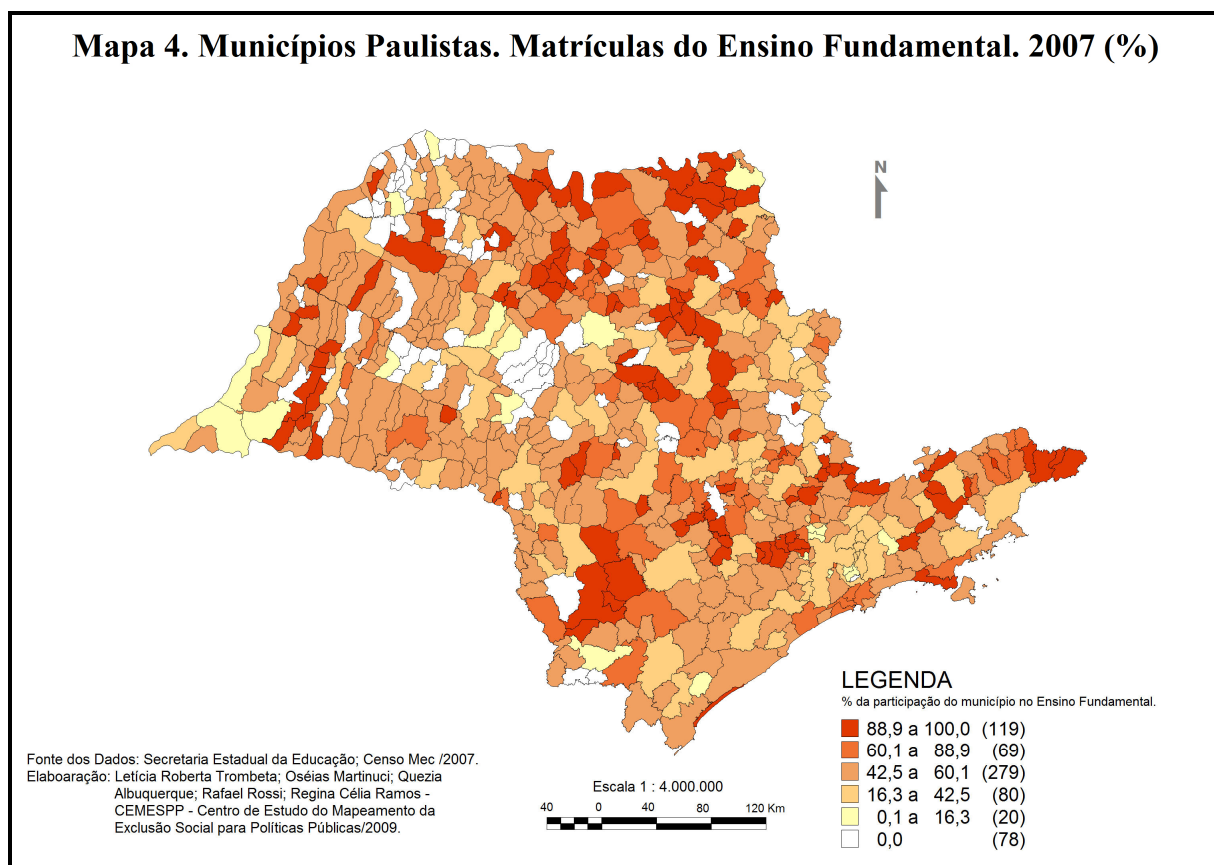 Mapa 4. Municípios Paulistas. Matrículas do Ensino Fundamental. 2007 (%)
N
LEGENDA
% da participação do município no Ensino Fundamental.
88,9 a 100,0 (119)
60,1 a 88,9 (69)
42,5 a 60,1 (279)
16,3 a 42,5 (80)
0,1 a 16,3 (20)
0,0 (78)
Fonte dos Dados: Secretaria Estadual da Educação; Censo Mec /2007.
Elaboaração: Letícia Roberta Trombeta; Oséias Martinuci; Quezia
Albuquerque; Rafael Rossi; Regina Célia Ramos -
CEMESPP - Centro de Estudo do Mapeamento da
Exclusão Social para Políticas Públicas/2009.
Escala 1 : 4.000.000
40 0 40 80 120 Km